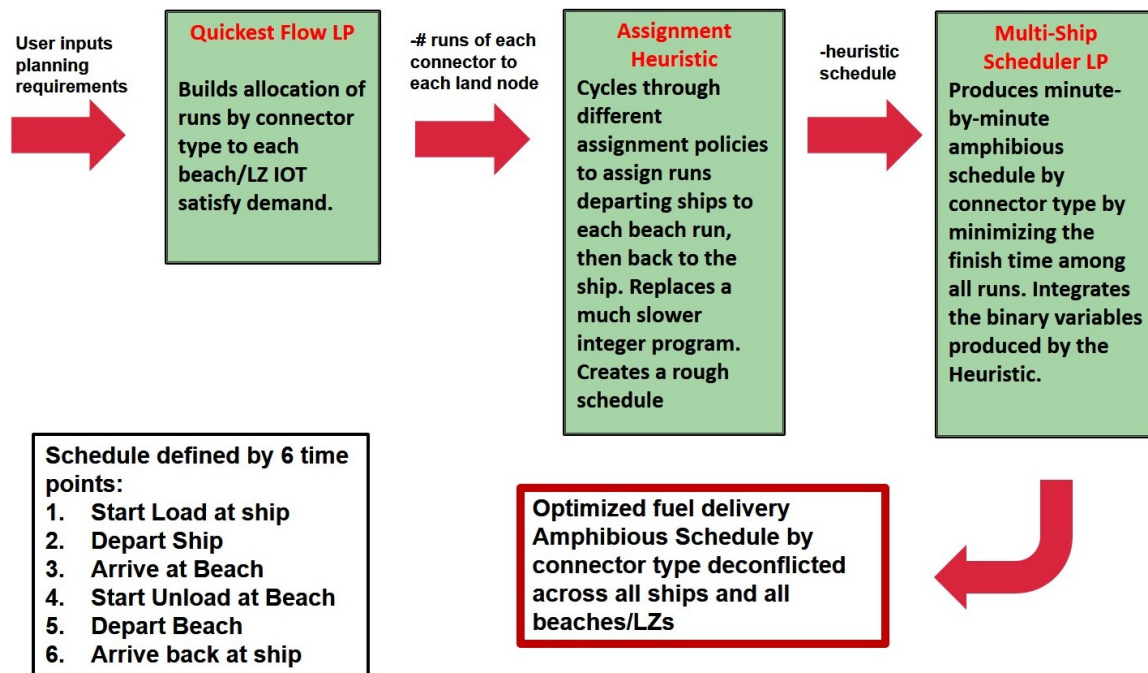 User inputs
planning
requirements
Quickest Flow LP
Builds allocation of
runs by connector
type to each
beach/LZ IOT
satisfy demand.
-# runs of each
connector to
each land node
Assignment
Heuristic
Cycles through
different
assignment policies
to assign runs
departing ships to
each beach run,
then back to the
ship. Replaces a
much slower
integer program.
Creates a rough
schedule
-heuristic
schedule
Multi-Ship
Scheduler LP
Produces minute-
by-minute
amphibious
schedule by
connector type by
minimizing the
finish time among
all runs. Integrates
the binary variables
produced by the
Heuristic.
Schedule defined by 6 time
points:
1. Start Load at ship
2. Depart Ship
3. Arrive at Beach
4. Start Unload at Beach
5. Depart Beach
6. Arrive back at ship
Optimized fuel delivery
Amphibious Schedule by
connector type deconflicted
across all ships and all
beaches/LZs